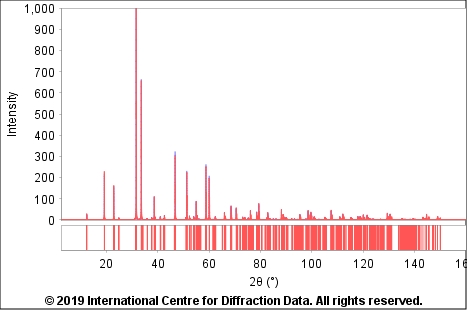 1,000
900
800
700
600
500
400
300
200
100
0
Intensity
20 40 60 80 100 120 140 16
2θ (°)
© 2019 International Centre for Diffraction Data. All rights reserved.